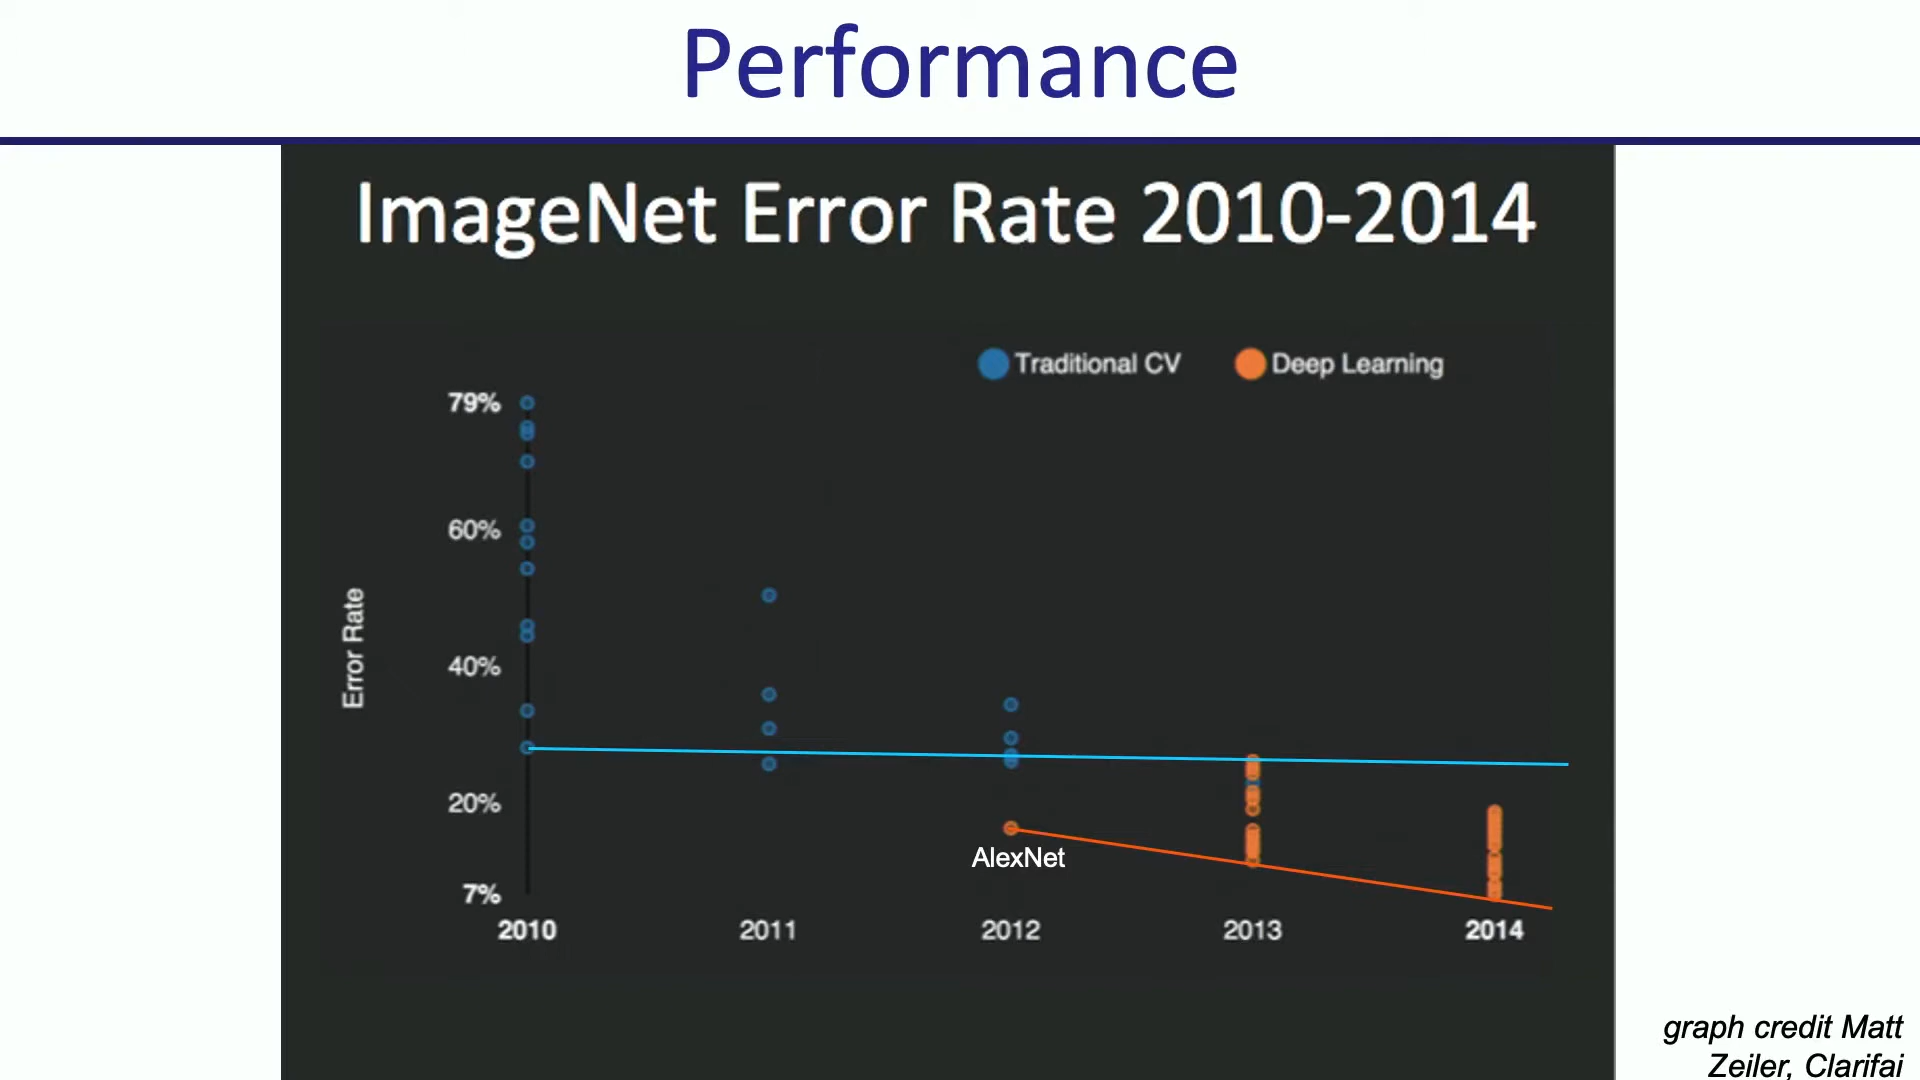 Performance
ImageNet Error Rate 2010-2014
Traditional CV
Deep Learning
79%
60%
40%
20%
7%
Error Rate
AlexNet
2010
2011
2012
2013
2014
graph credit Matt
Zeiler, Clarifai